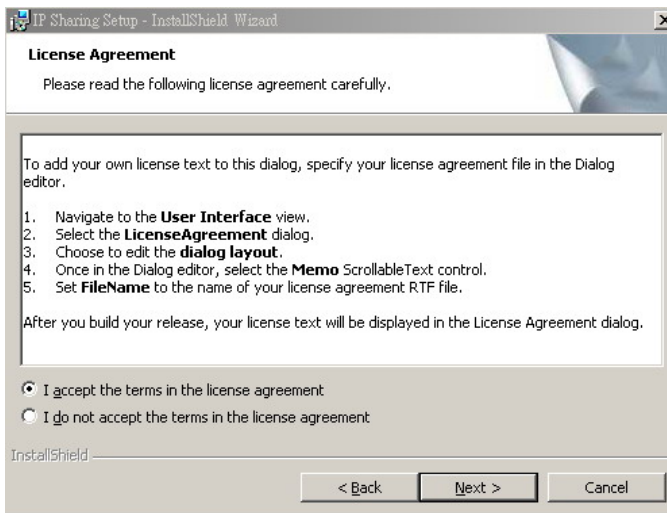 IP Sharing Setup - InstallShield Wizard
License Agreement
Please read the following license agreement carefully.
To add your own license text to this dialog, specify your license agreement file in the Dialog
editor.
1. Navigate to the User Interface view.
2. Select the LicenseAgreement dialog.
3. Choose to edit the dialog layout.
4. Once in the Dialog editor, select the Memo ScrollableText control.
5. Set FileName to the name of your license agreement RTF file.
After you build your release, your license text will be displayed in the License Agreement dialog.
I accept the terms in the license agreement
I do not accept the terms in the license agreement
InstallShield
< Back Next > Cancel